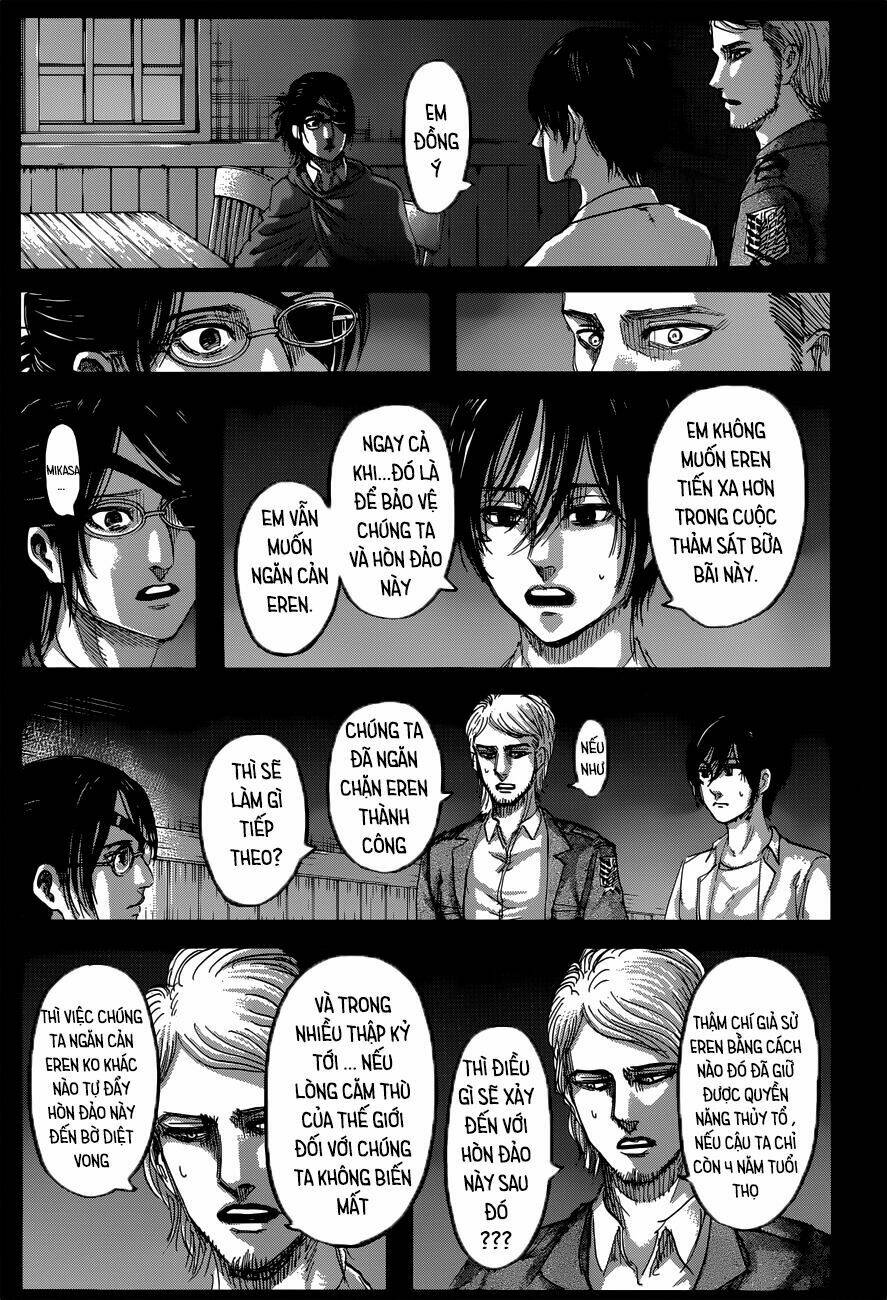 EM
ĐỒNG
Ý
EM KHÔNG
MUỐN EREN
TIẾN XA HƠN
TRONG CUỘC
THẢM SÁT BỮA
BÃI NÀY.
NGAY CẢ
KHI...ĐÓ LÀ
ĐỂ BẢO VỆ
CHÚNG TA
VÀ HÒN ĐẢO
NÀY
EM VẪN
MUỐN
NGĂN CẢN
EREN.
MIKASA
...
NẾU
NHƯ
CHÚNG TA
ĐÃ NGĂN
CHẶN EREN
THÀNH
CÔNG
THÌ SẼ
LÀM GÌ
TIẾP
THEO?
THẬM CHÍ GIẢ SỬ
EREN BẰNG CÁCH
NÀO ĐÓ ĐÃ GIỮ
ĐƯỢC QUYỀN
NĂNG THỦY TỔ,
NẾU CẬU TA CHỈ
CÒN 4 NĂM TUỔI
THỌ
THÌ ĐIỀU
GÌ SẼ XẢY
ĐẾN VỚI
HÒN ĐẢO
NÀY SAU
ĐÓ
???
VÀ TRONG
NHIỀU THẬP KỶ
TỚI ... NẾU
LÒNG CĂM THÙ
CỦA THẾ GIỚI
ĐỐI VỚI CHÚNG
TA KHÔNG BIẾN
MẤT
THÌ VIỆC CHÚNG
TA NGĂN CẢN
EREN KO KHÁC
NÀO TỰ ĐẨY
HÒN ĐẢO NÀY
ĐẾN BỜ DIỆT
VONG